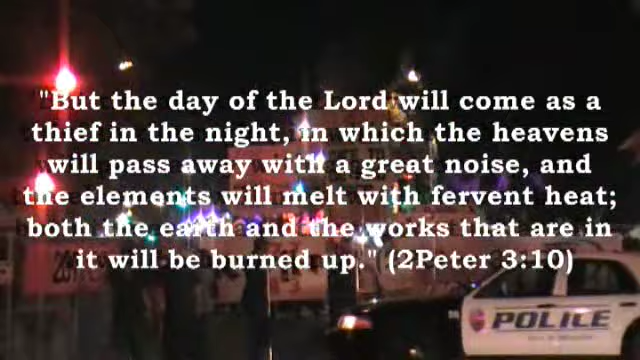 "But the day of the Lord will come as a
thief in the night, in which the heavens
will pass away with a great noise, and
the elements will melt with fervent heat;
both the earth and the works that are in
it will be burned up." (2Peter 3:10)
POLICE